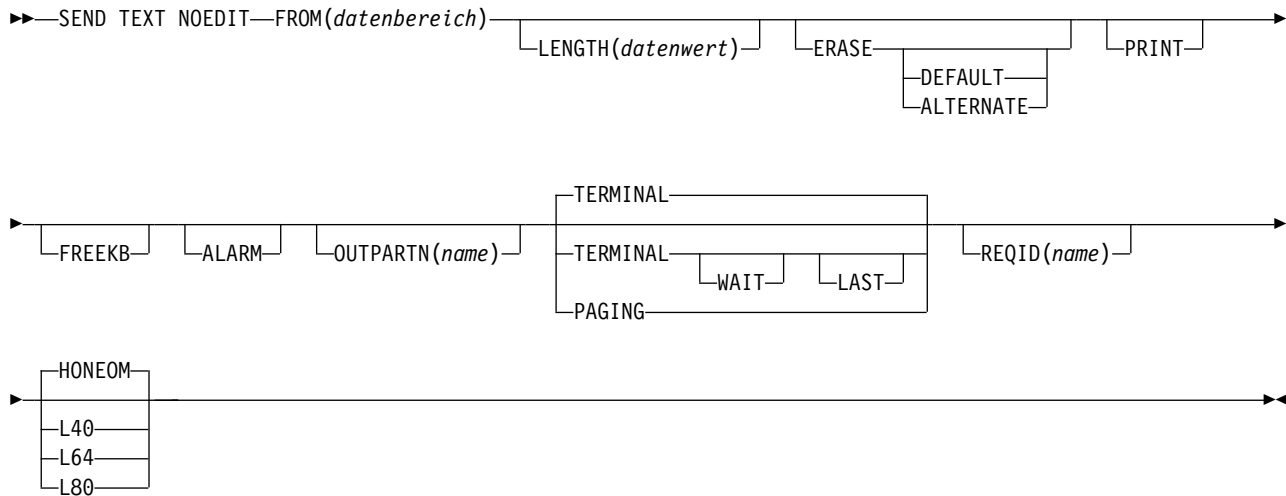 SEND TEXT NOEDIT FROM(datenbereich)
LENGTH(datenwert)
ERASE
DEFAULT
ALTERNATE
PRINT
FREEKB
ALARM
OUTPARTN(name)
TERMINAL
TERMINAL
WAIT
LAST
PAGING
REQID(name)
HONEOM
L40
L64
L80